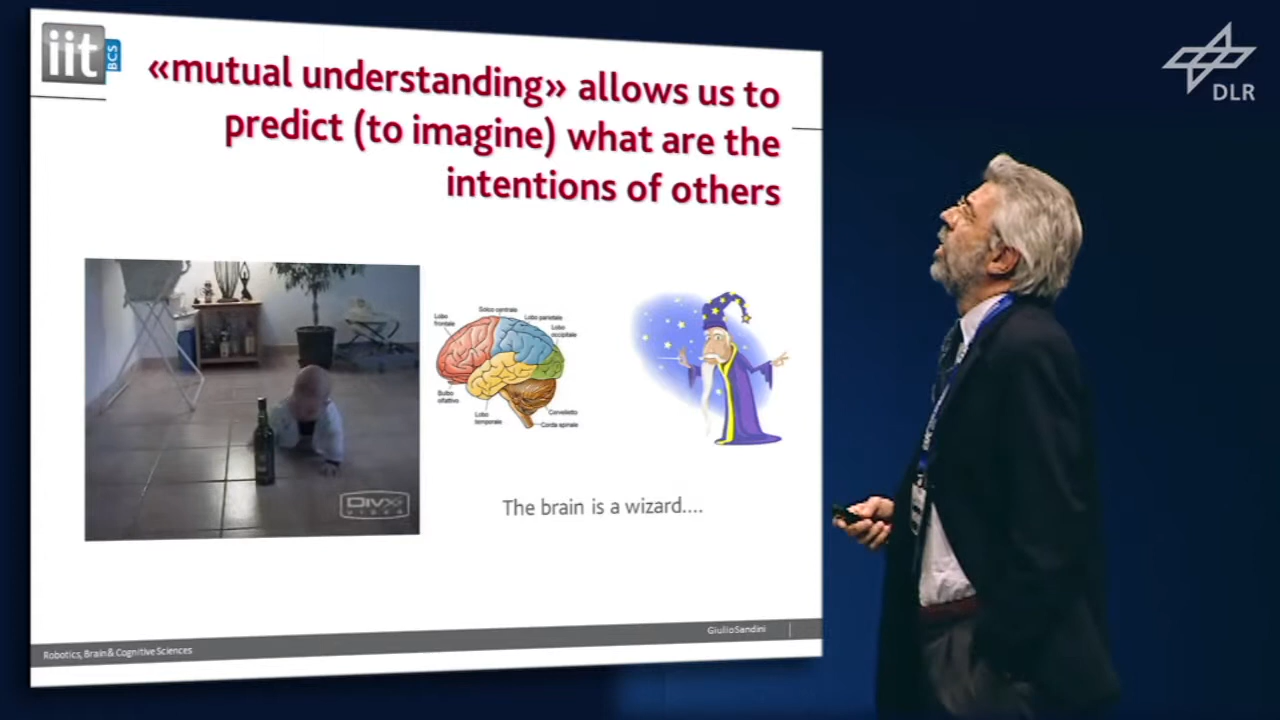 iit
BCS
«mutual understanding» allows us to
predict (to imagine) what are the
intentions of others
DLR
Solco centrale
Lobo
frontale
Lobo parietale
Lobo
occipitale
Bulbo
olfattivo
Lobo
temporale
Cervelletto
Corda spinale
DIVX
VIDEO
The brain is a wizard....
Giulio Sandini
Robotics, Brain & Cognitive Sciences